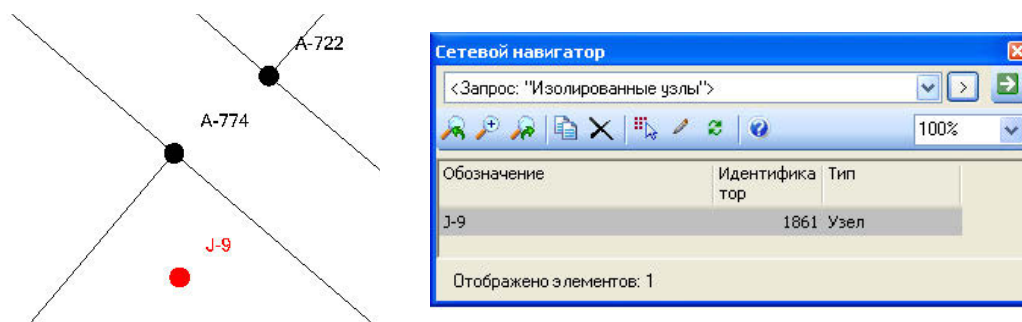 A-722
A-774
J-9
Сетевой навигатор
<Запрос: "Изолированные узлы">
>
100%
Обозначение
Идентифика
тор
Тип
J-9
1861
Узел
Отображено элементов: 1